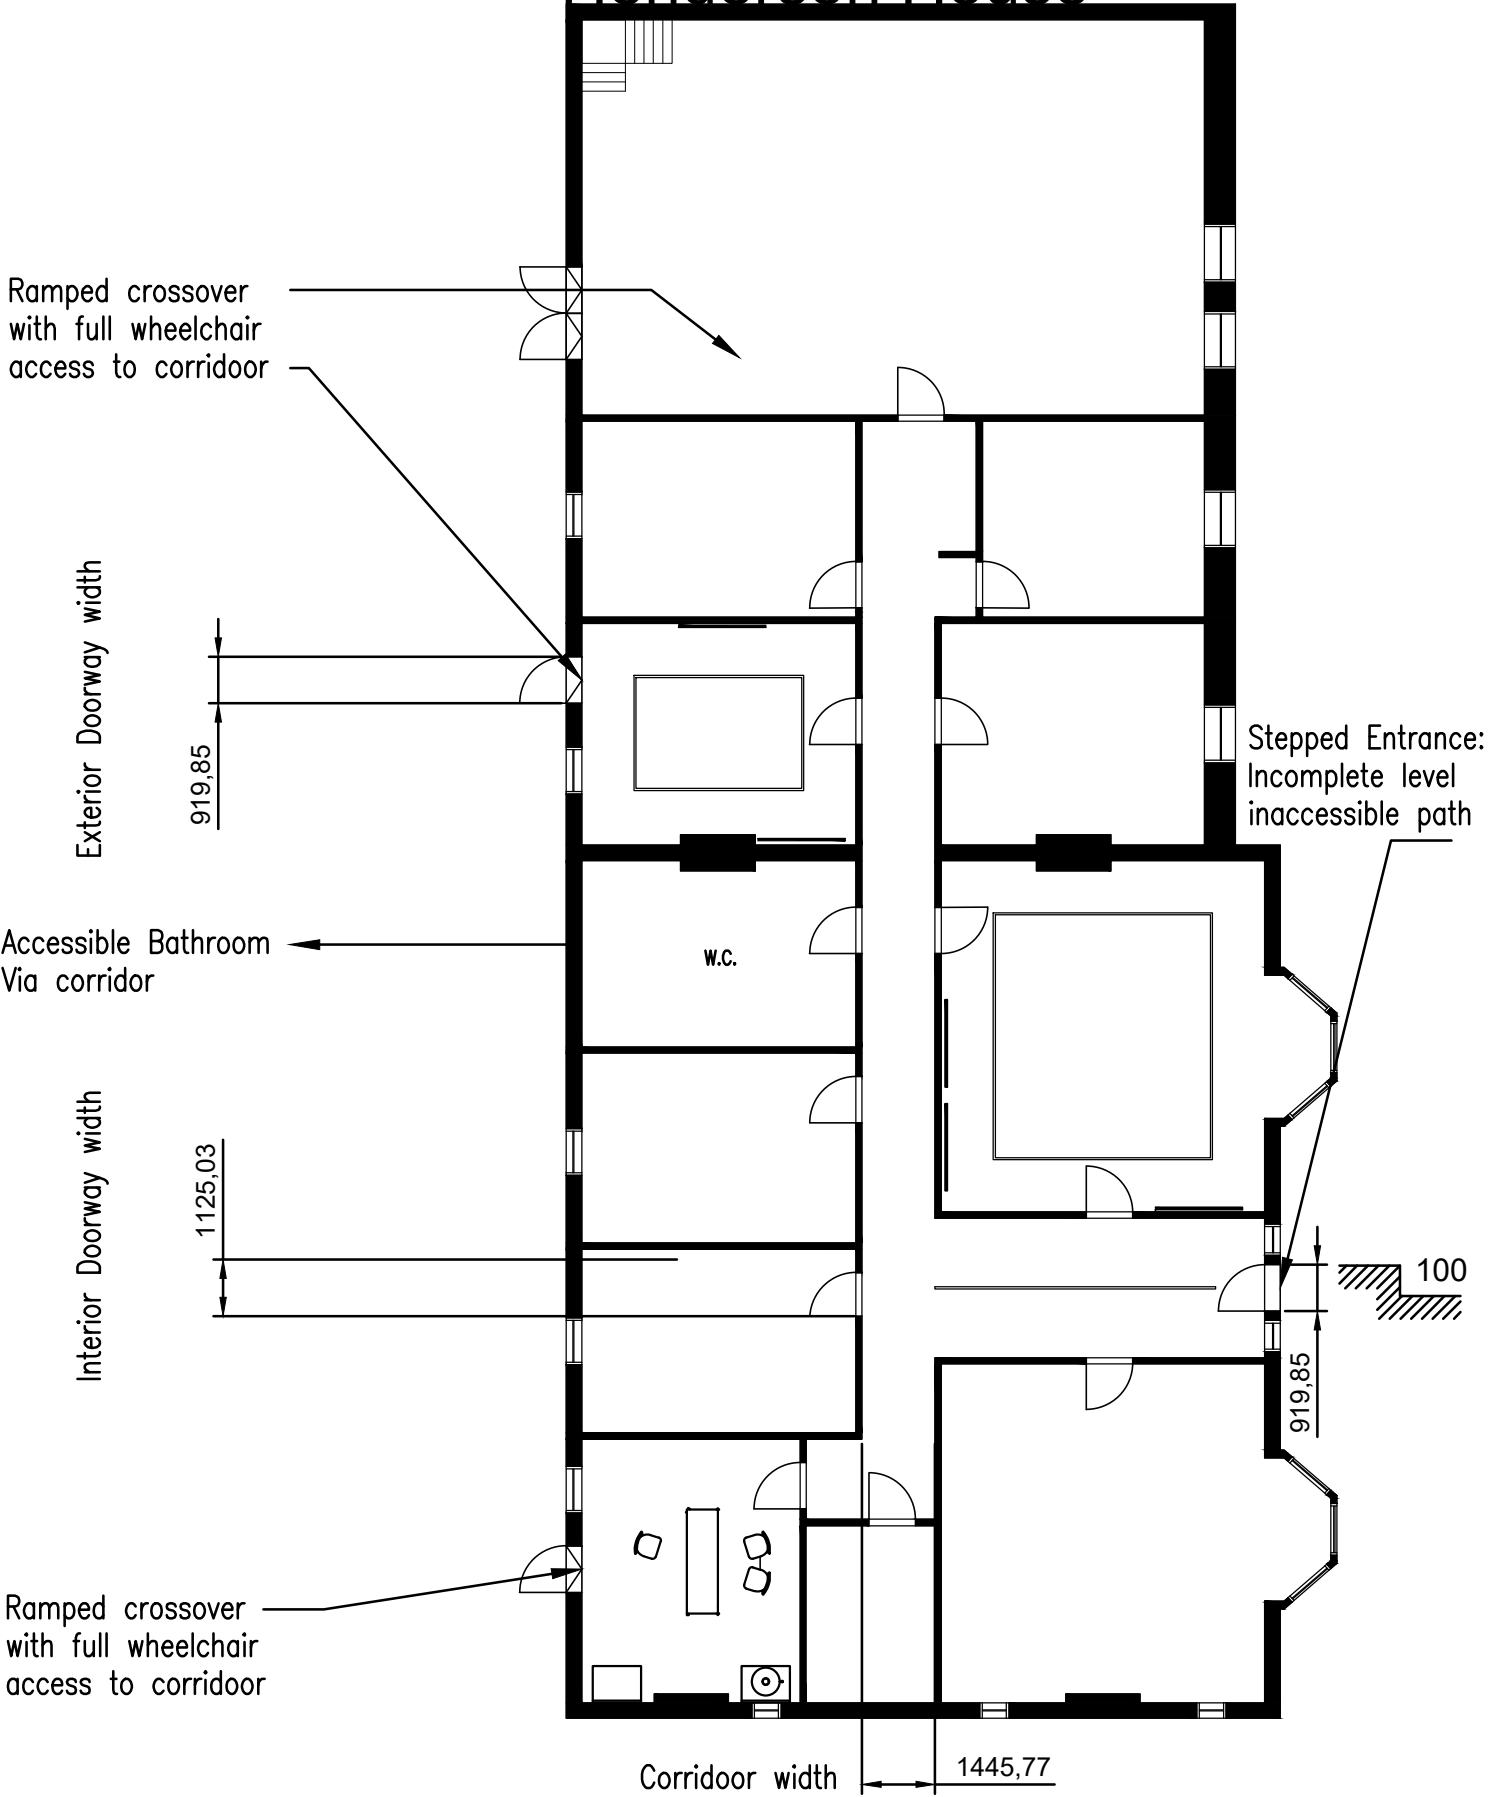 Ramped crossover
with full wheelchair
access to corridoor
Exterior Doorway width
919,85
Stepped Entrance:
Incomplete level
inaccessible path
Accessible Bathroom
Via corridor
W.C.
Interior Doorway width
1125,03
100
919,85
Ramped crossover
with full wheelchair
access to corridoor
Corridoor width
1445,77